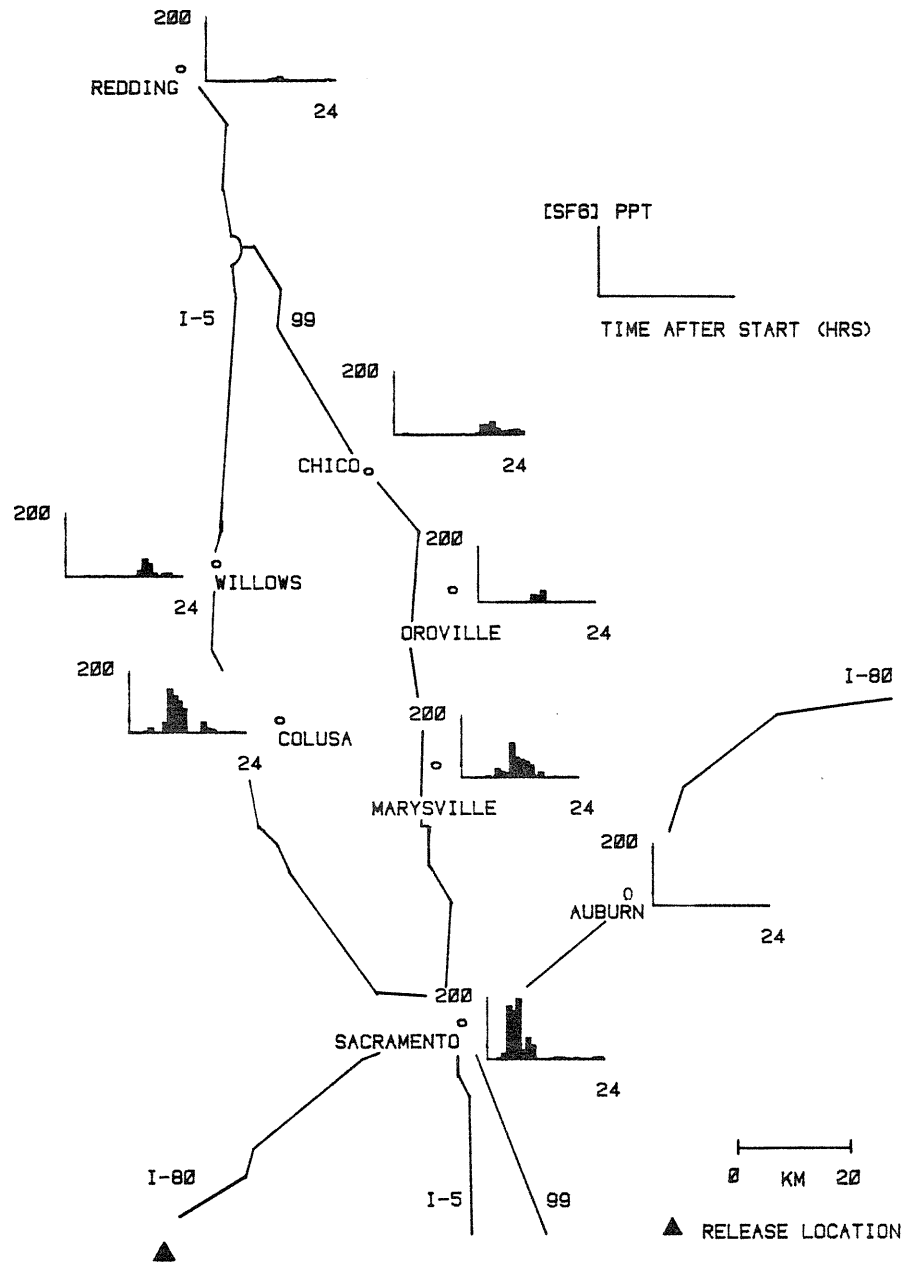 200
REDDING
24
[SF6] PPT
I-5
99
TIME AFTER START (HRS)
200
CHICO
24
200
200
WILLOWS
24
OROVILLE
24
200
I-80
200
COLUSA
24
MARYSVILLE
24
200
AUBURN
24
200
SACRAMENTO
24
I-80
I-5
99
0 KM 20
RELEASE LOCATION